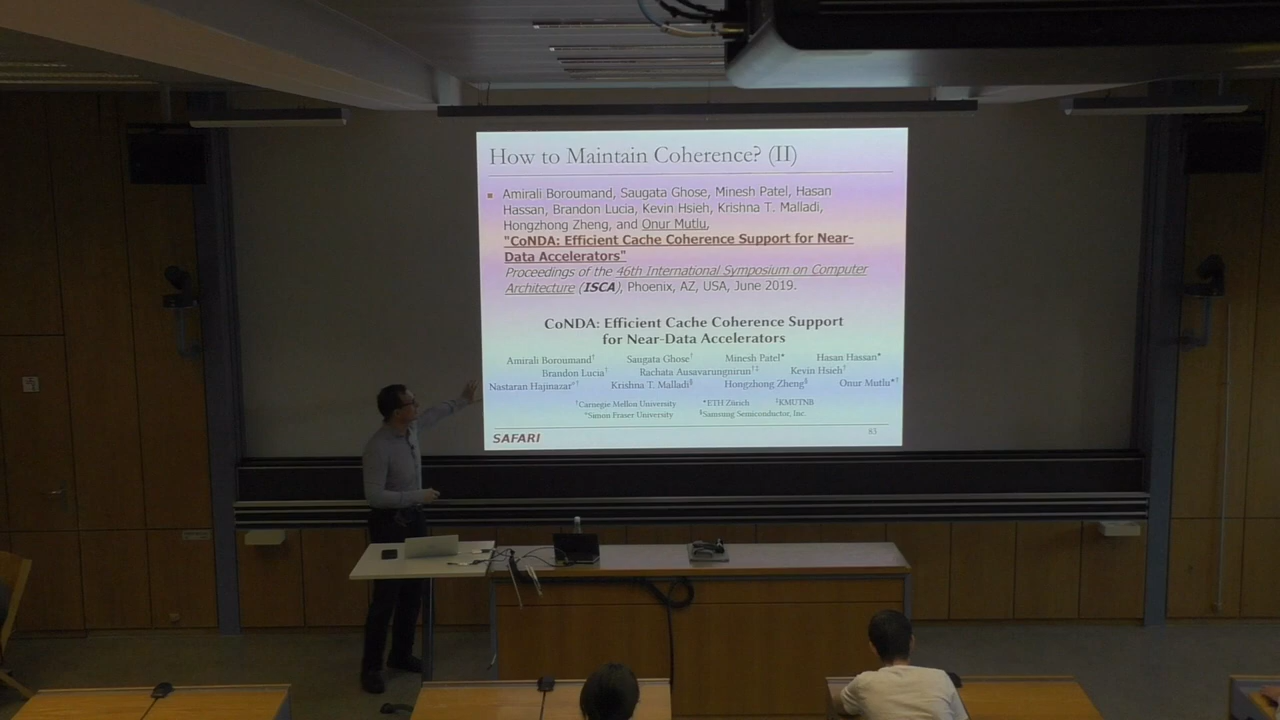 How to Maintain Coherence? (II)
Amirali Boroumand, Saugata Ghose, Minesh Patel, Hasan
Hassan, Brandon Lucia, Kevin Hsieh, Krishna T. Malladi,
Hongzhong Zheng, and Onur Mutlu,
"CoNDA: Efficient Cache Coherence Support for Near-
Data Accelerators"
Proceedings of the 46th International Symposium on Computer
Architecture (ISCA), Phoenix, AZ, USA, June 2019.
CoNDA: Efficient Cache Coherence Support
for Near-Data Accelerators
Amirali Boroumand† Saugata Ghose† Minesh Patel* Hasan Hassan*
Brandon Lucia† Rachata Ausavarungnirun†‡ Kevin Hsieh†
Nastaran Hajinazar◊† Krishna T. Malladi§ Hongzhong Zheng§ Onur Mutlu*†
†Carnegie Mellon University *ETH Zürich ‡KMUTNB
◊Simon Fraser University §Samsung Semiconductor, Inc.
SAFARI 83